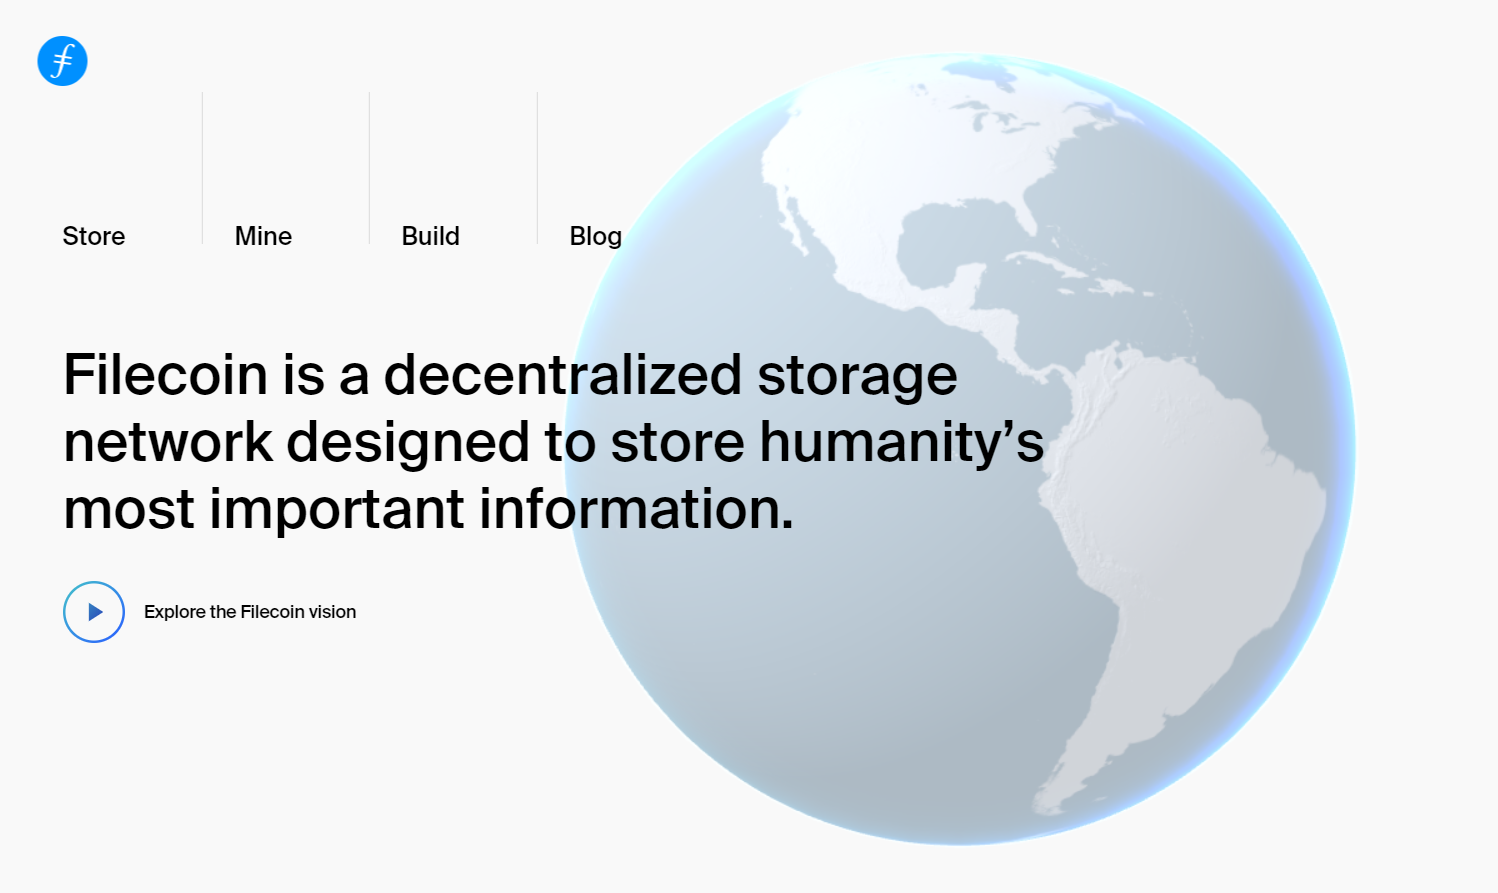 Store
Mine
Build
Blog
Filecoin is a decentralized storage
network designed to store humanity’s
most important information.
Explore the Filecoin vision